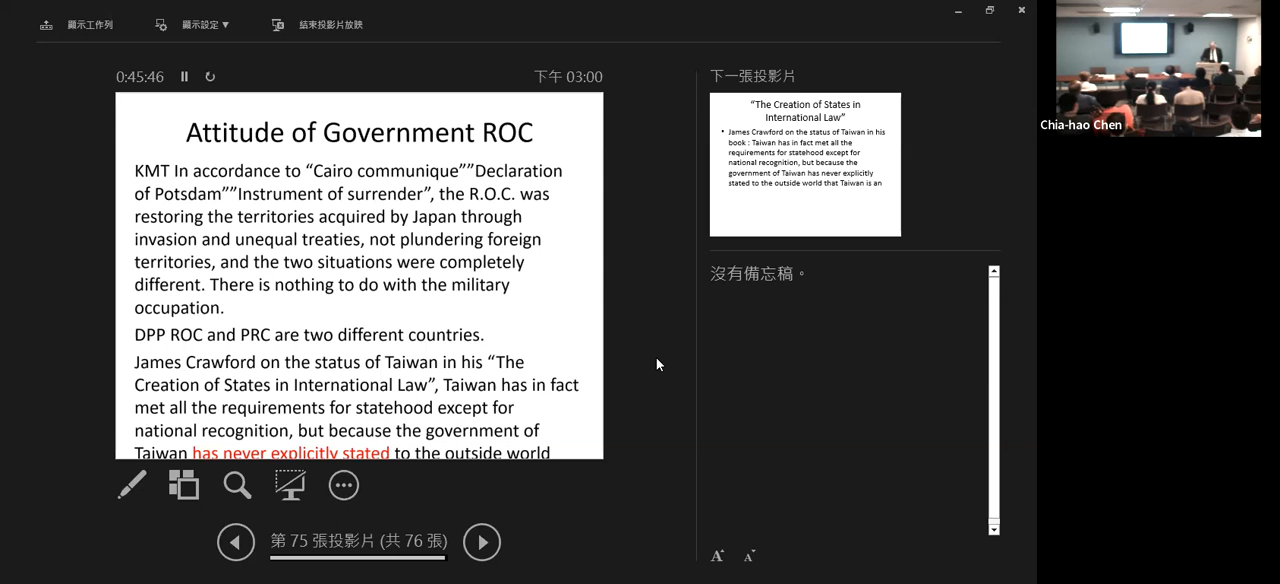 顯示工作列
顯示設定 ▼
結束投影片放映
0:45:46
下午 03:00
Attitude of Government ROC
KMT In accordance to “Cairo communique””Declaration
of Potsdam””Instrument of surrender”, the R.O.C. was
restoring the territories acquired by Japan through
invasion and unequal treaties, not plundering foreign
territories, and the two situations were completely
different. There is nothing to do with the military
occupation.
DPP ROC and PRC are two different countries.
James Crawford on the status of Taiwan in his “The
Creation of States in International Law”, Taiwan has in fact
met all the requirements for statehood except for
national recognition, but because the government of
Taiwan has never explicitly stated to the outside world
第 75 張投影片 (共 76 張)
下一張投影片
“The Creation of States in
International Law”
• James Crawford on the status of Taiwan in his
book : Taiwan has in fact met all the
requirements for statehood except for
national recognition, but because the
government of Taiwan has never explicitly
stated to the outside world that Taiwan is an
沒有備忘稿。
A A
Chia-hao Chen